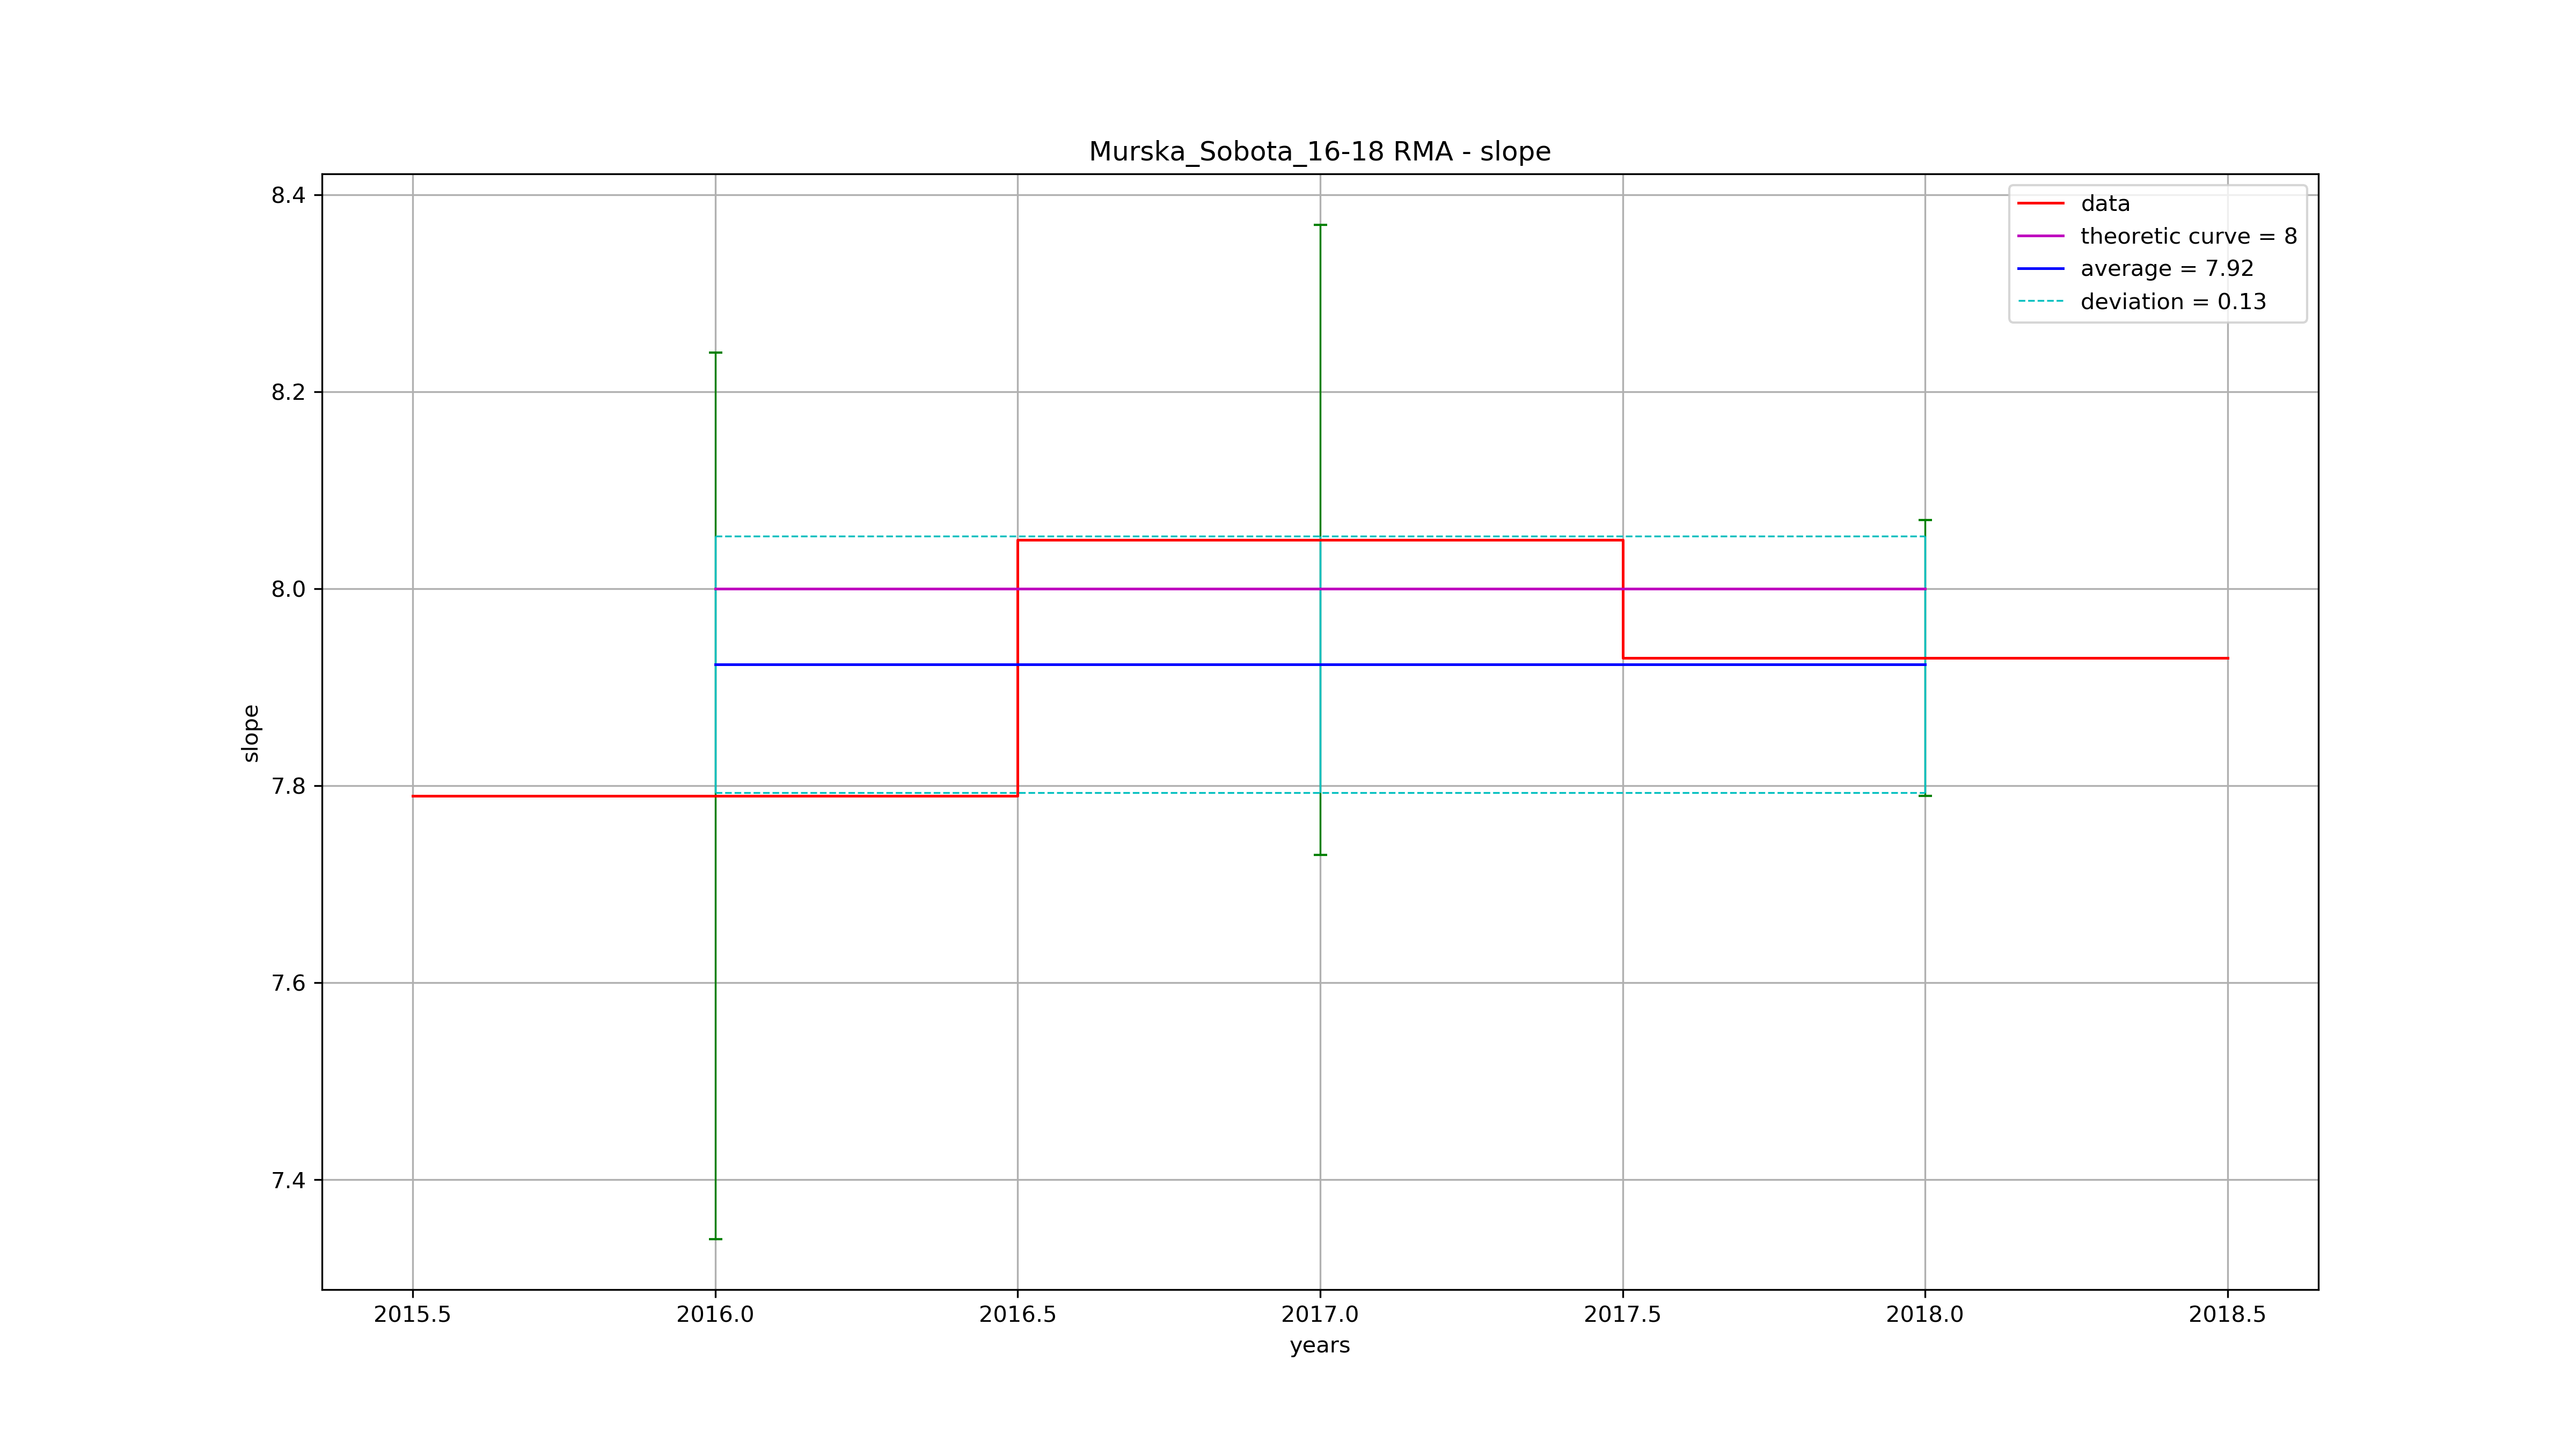 Murska_Sobota_16-18 RMA - slope
data
theoretic curve = 8
average = 7.92
deviation = 0.13
8.4
8.2
8.0
7.8
7.6
7.4
slope
2015.5 2016.0 2016.5 2017.0 2017.5 2018.0 2018.5
years